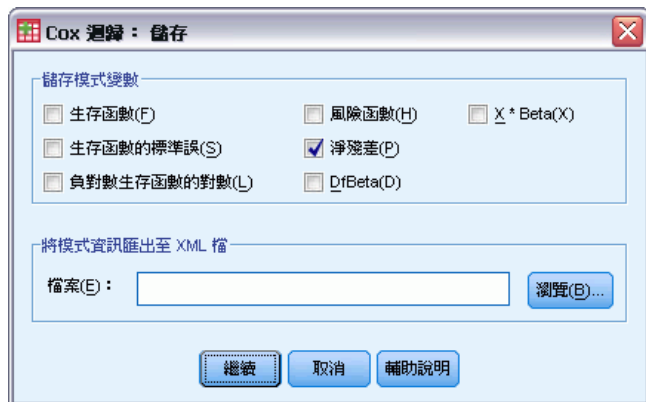 Cox 迴歸： 儲存
儲存模式變數
生存函數(F) 風險函數(H) X * Beta(X)
生存函數的標準誤(S) 淨殘差(P)
負對數生存函數的對數(L) DfBeta(D)
將模式資訊匯出至 XML 檔
檔案(E)： 瀏覽(B)...
繼續 取消 輔助說明